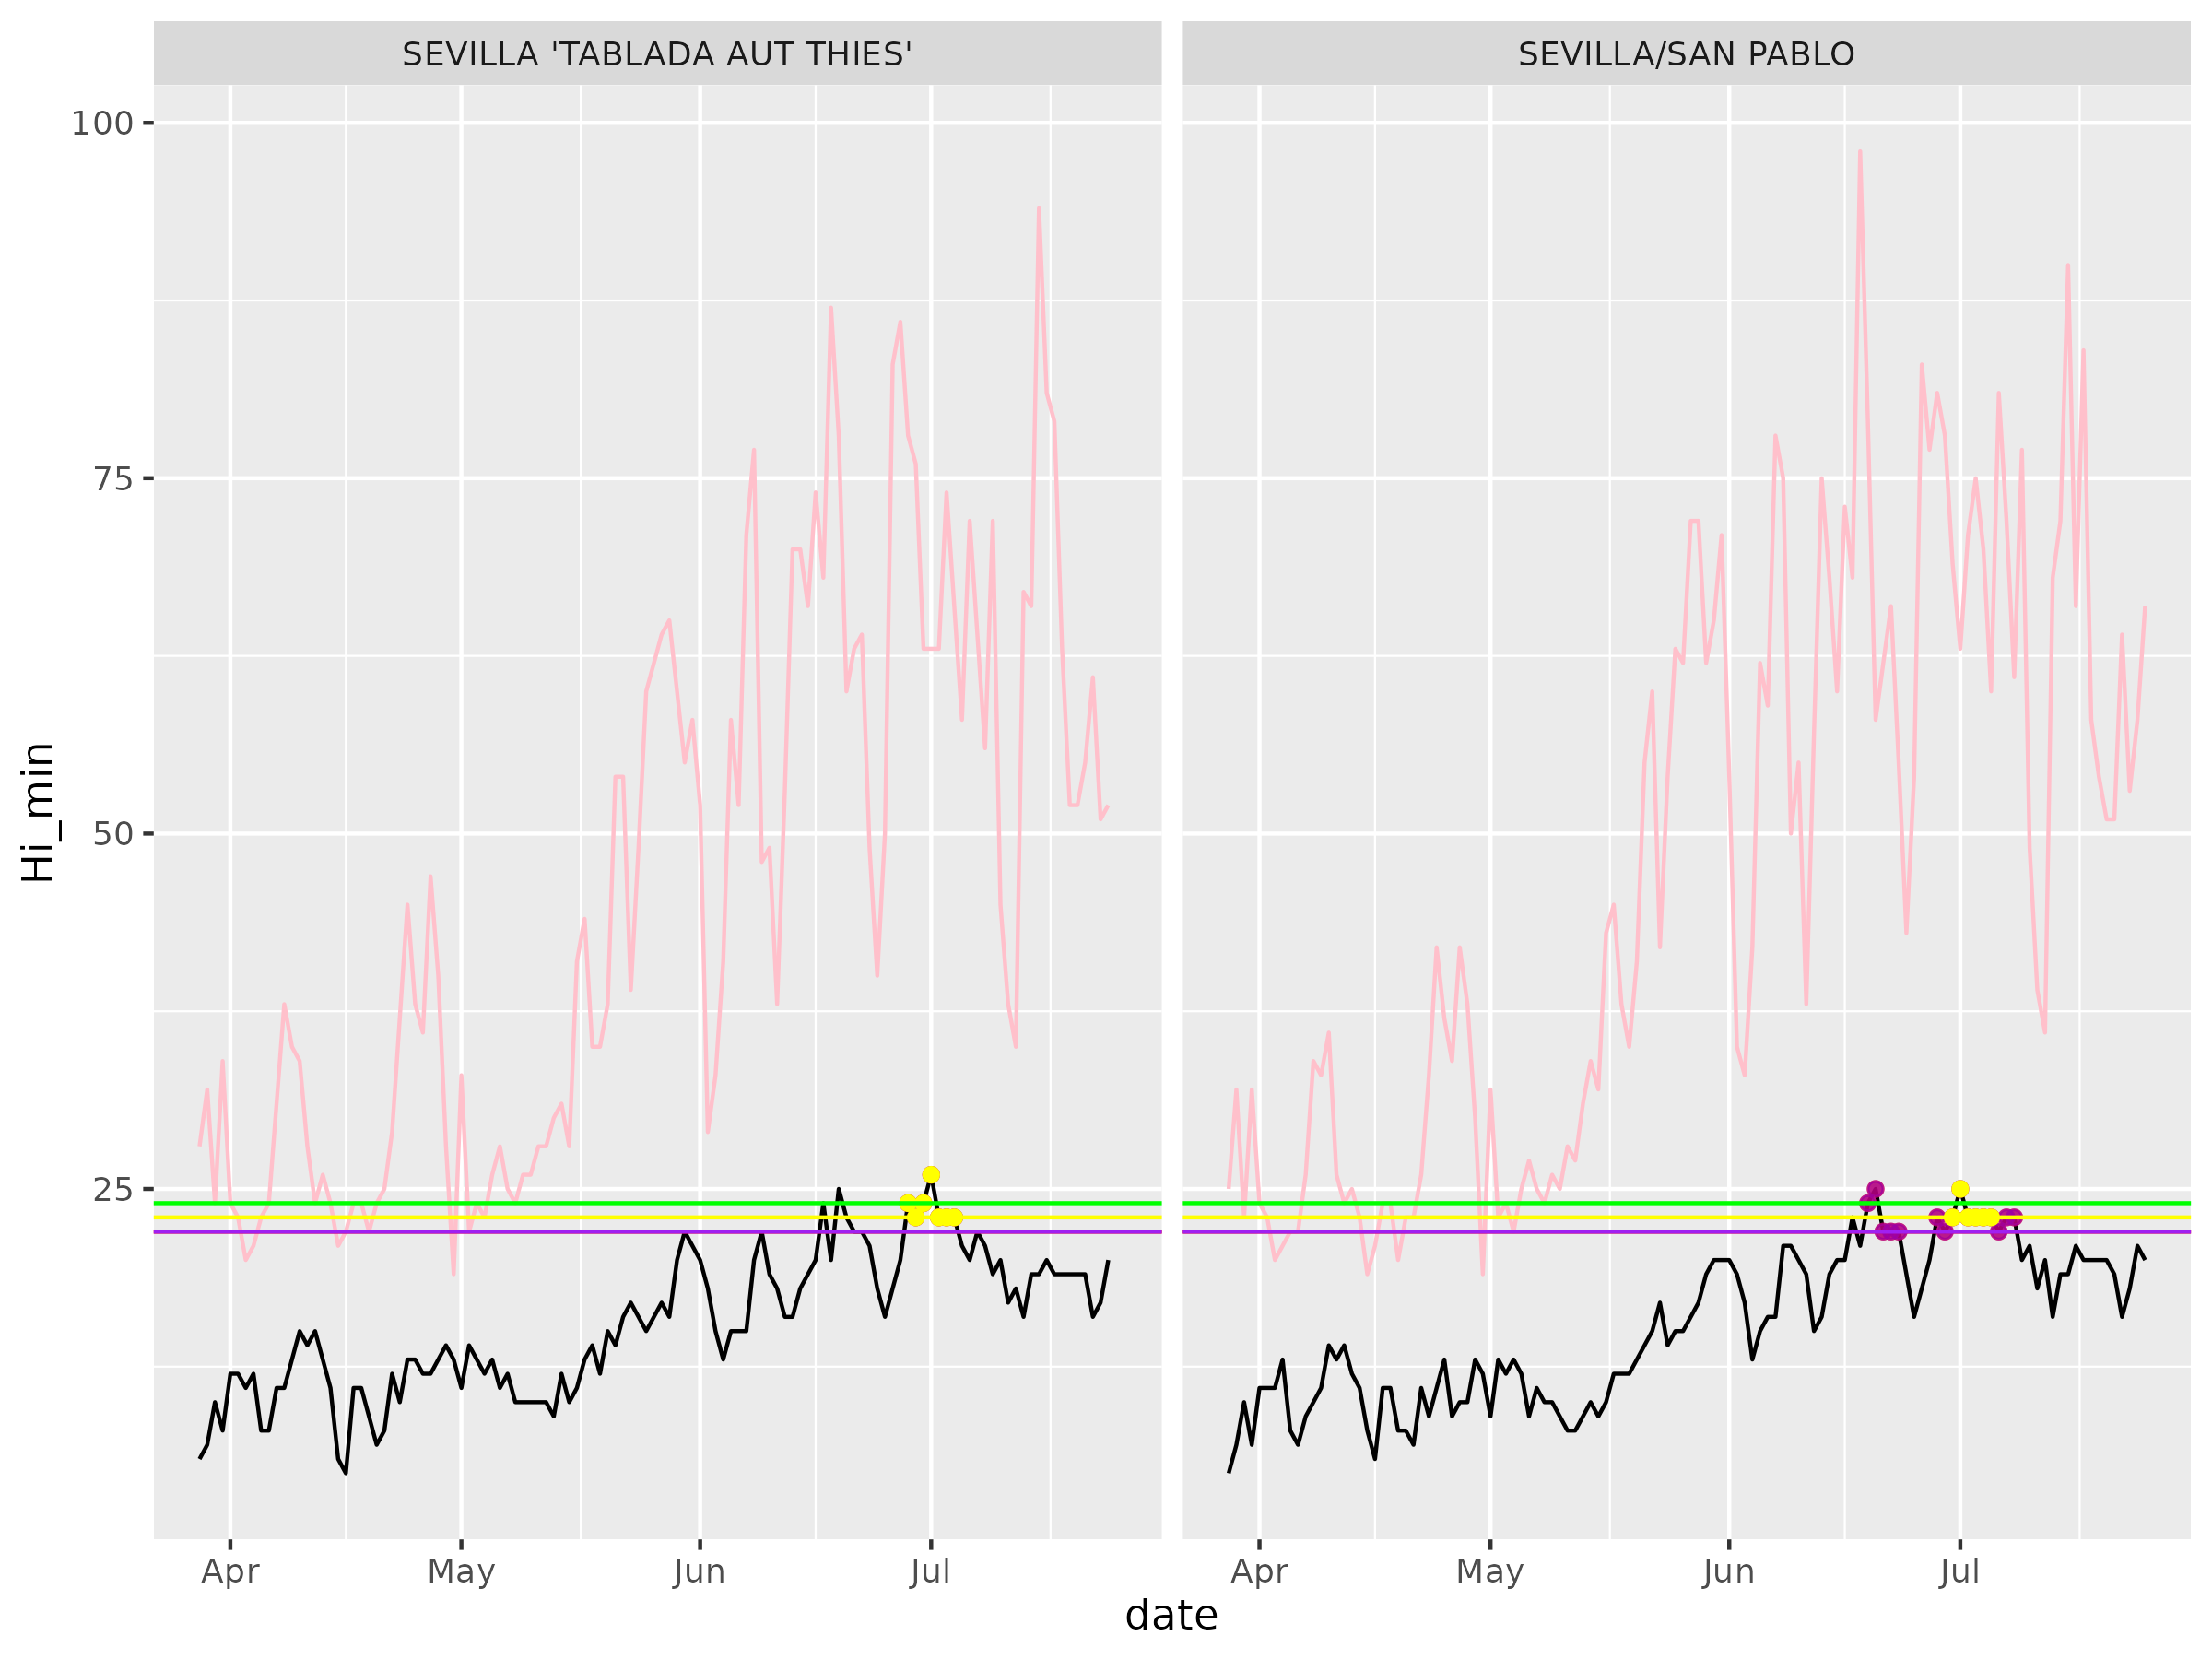 SEVILLA 'TABLADA AUT THIES'
SEVILLA/SAN PABLO
100
75
50
25
Hi_min
Apr May Jun Jul
Apr May Jun Jul
date